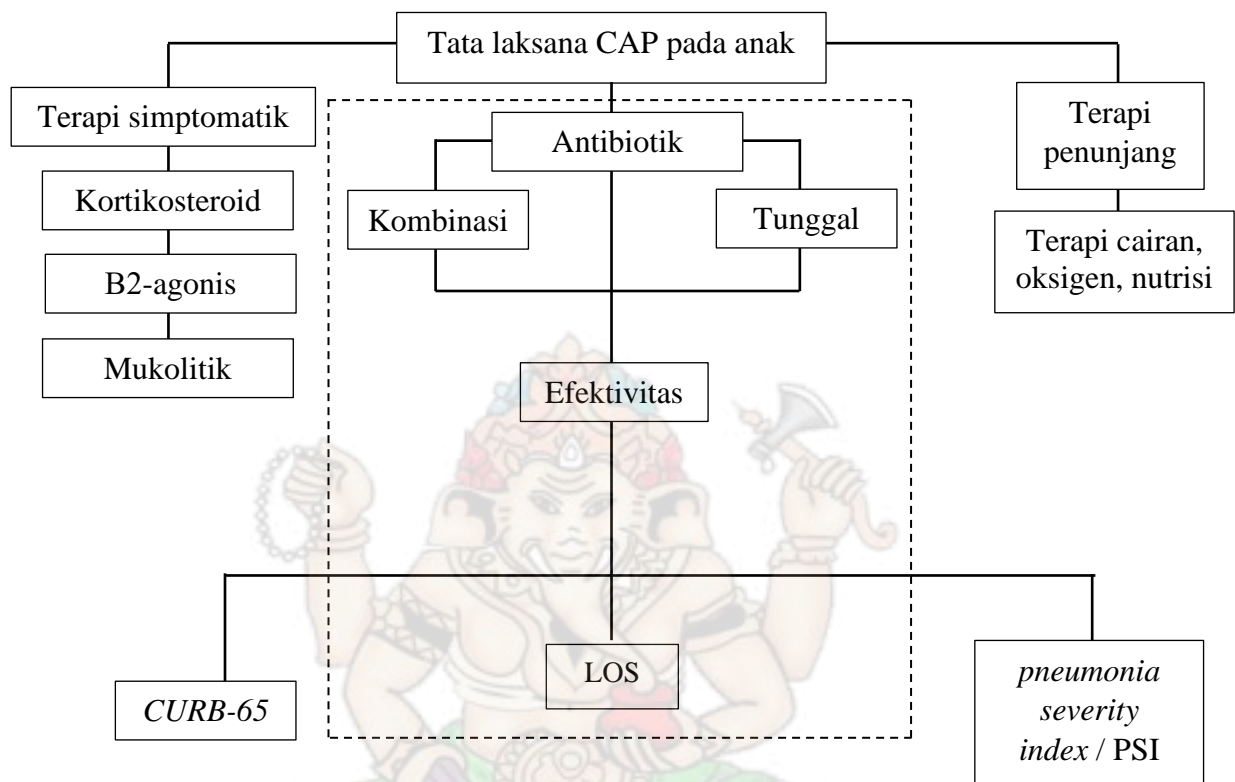 Tata laksana CAP pada anak
Terapi simptomatik
Kortikosteroid
B2-agonis
Mukolitik
Antibiotik
Kombinasi
Tunggal
Efektivitas
Terapi
penunjang
Terapi cairan,
oksigen, nutrisi
CURB-65
LOS
pneumonia
severity
index / PSI